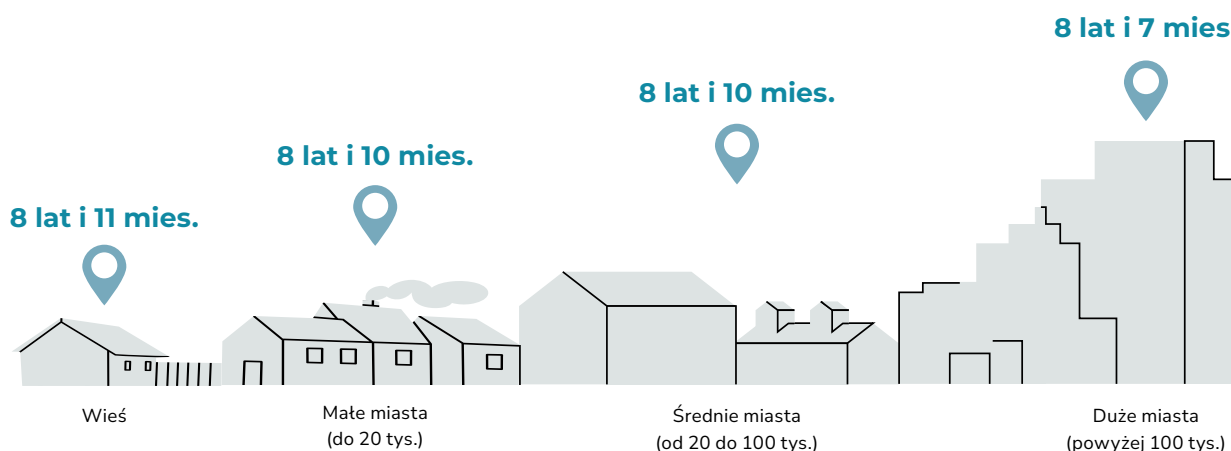 8 lat i 11 mies.
Wieś
8 lat i 10 mies.
Małe miasta
(do 20 tys.)
8 lat i 10 mies.
Średnie miasta
(od 20 do 100 tys.)
8 lat i 7 mies
Duże miasta
(powyżej 100 tys.)